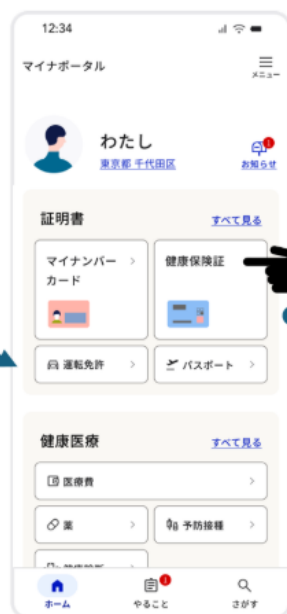 12:34
マイナポータル
メニュー
わたし
東京都 千代田区
1
お知らせ
証明書
すべて見る
マイナンバー
カード
健康保険証
運転免許
パスポート
健康医療
すべて見る
医療費
薬
予防接種
1
ホーム
やること
さがす